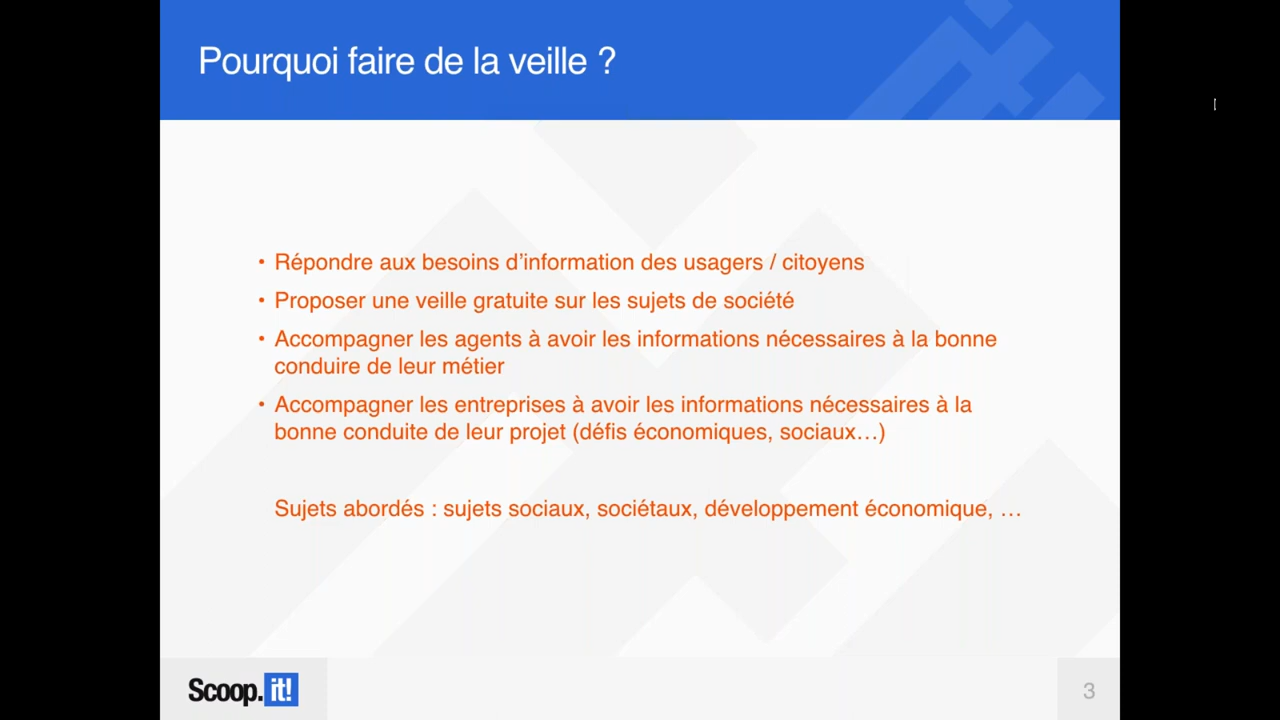 Pourquoi faire de la veille ?
• Répondre aux besoins d’information des usagers / citoyens
• Proposer une veille gratuite sur les sujets de société
• Accompagner les agents à avoir les informations nécessaires à la bonne
conduire de leur métier
• Accompagner les entreprises à avoir les informations nécessaires à la
bonne conduite de leur projet (défis économiques, sociaux…)
Sujets abordés : sujets sociaux, sociétaux, développement économique, …
Scoop.it!
3